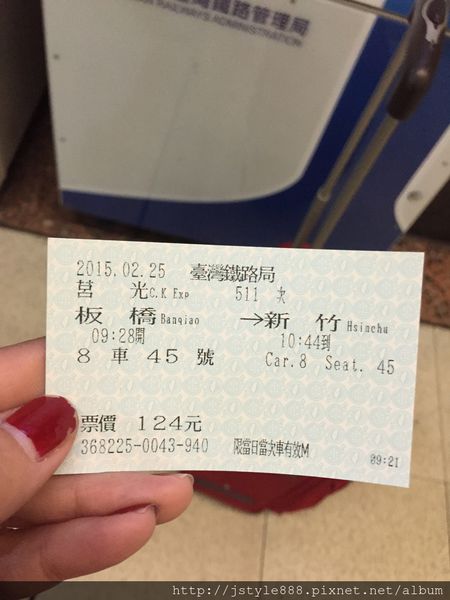 灣鐵路管理局
RAILWAYS ADMINISTRATION
2015.02.25 臺灣鐵路局
莒 光 C.K Exp 511 次
板 橋 Banqiao →新 竹 Hsinchu
09:28開 10:44到
8 車 45 號 Car.8 Seat. 45
票價 124元
368225-0043-940 限當日當次車有效M 09:21
http://jstyle888.pixnet.net/album